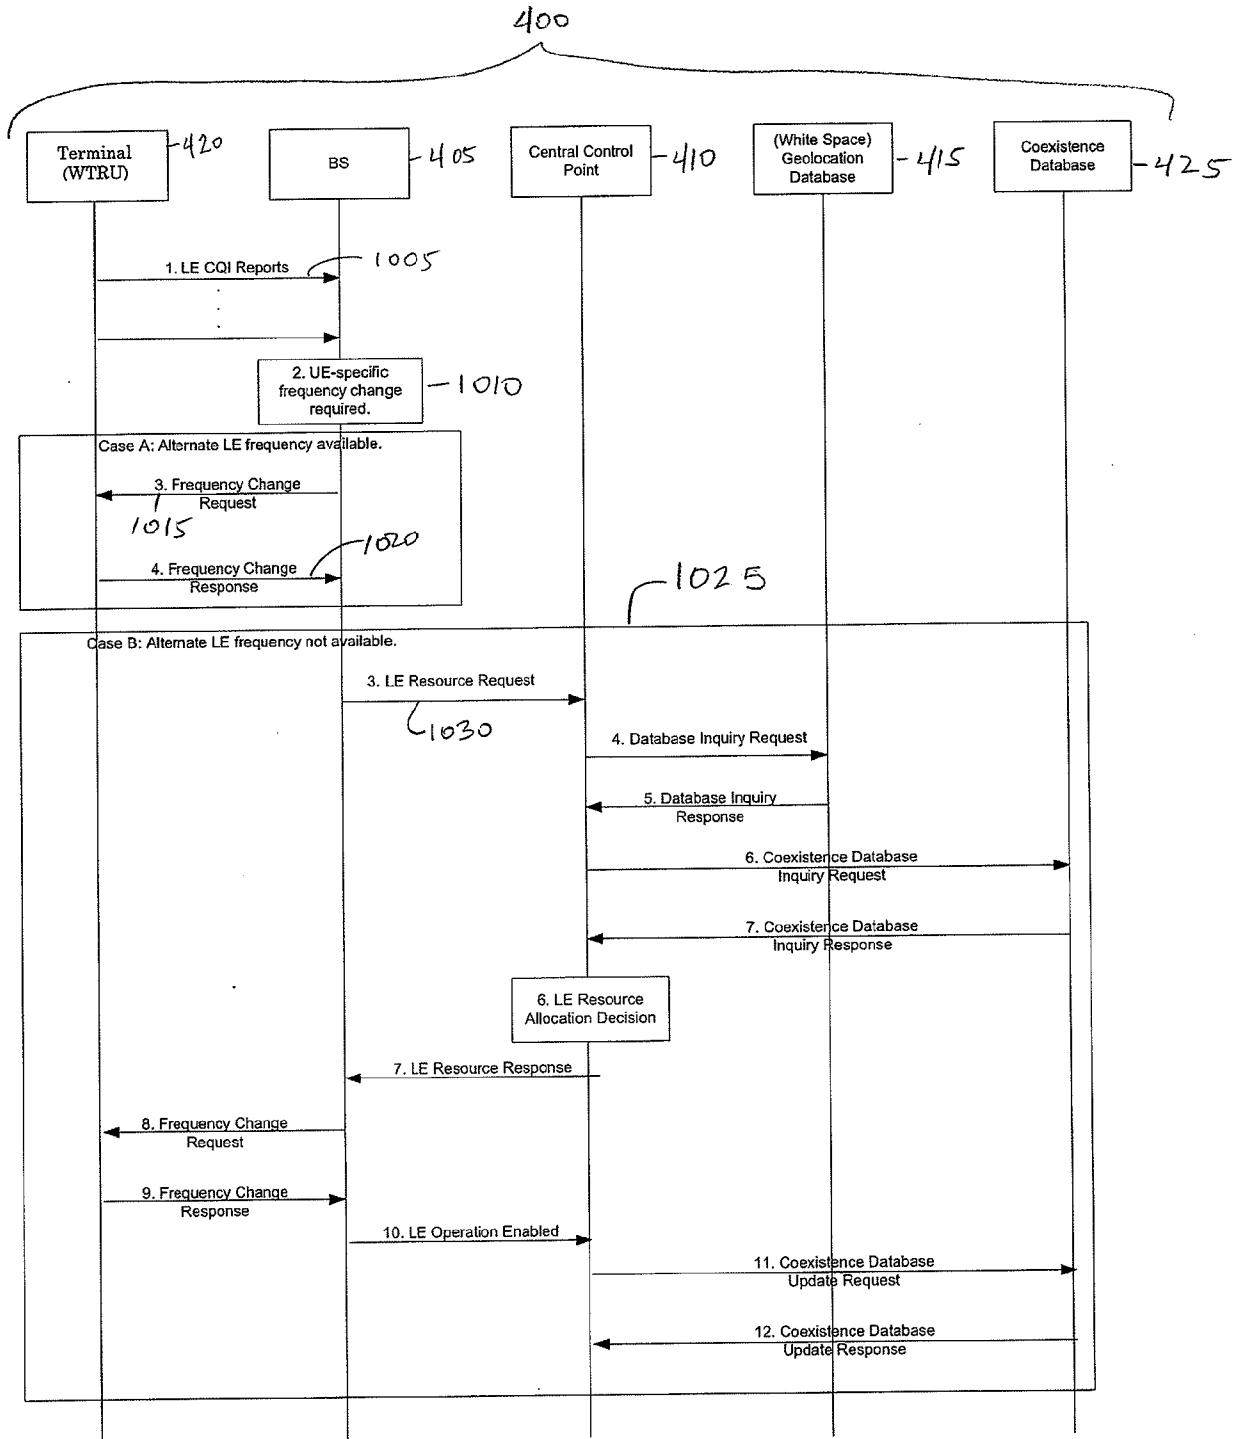 400
Terminal
(WTRU)
420
BS
405
Central Control
Point
410
(White Space)
Geolocation
Database
415
Coexistence
Database
425
1. LE CQI Reports
1005
2. UE-specific
frequency change
required.
1010
Case A: Alternate LE frequency available.
3. Frequency Change
Request
1015
1020
4. Frequency Change
Response
1025
Case B: Alternate LE frequency not available.
3. LE Resource Request
1030
4. Database Inquiry Request
5. Database Inquiry
Response
6. Coexistence Database
Inquiry Request
7. Coexistence Database
Inquiry Response
6. LE Resource
Allocation Decision
7. LE Resource Response
8. Frequency Change
Request
9. Frequency Change
Response
10. LE Operation Enabled
11. Coexistence Database
Update Request
12. Coexistence Database
Update Response